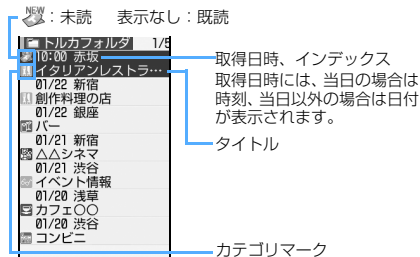 NEW：未読　表示なし：既読
トルカフォルダ 1/5
10:00 赤坂
イタリアンレストラ…
01/22 新宿
創作料理の店
01/22 銀座
バー
01/21 新宿
△△シネマ
01/21 渋谷
イベント情報
01/20 浅草
カフェ○○
01/20 渋谷
コンビニ
取得日時、インデックス
取得日時には、当日の場合は
時刻、当日以外の場合は日付
が表示されます。
タイトル
カテゴリマーク